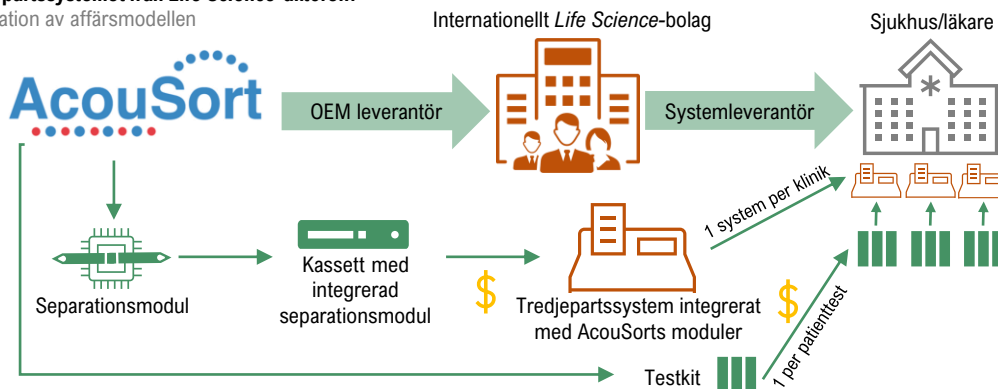 ation av affärsmodellen
Internationellt Life Science-bolag
Sjukhus/läkare
AcouSort
OEM leverantör
Systemleverantör
1 system per klinik
Separationsmodul
Kassett med
integrerad
separationsmodul
$
Tredjepartssystem integrerat
med AcouSorts moduler
$
1 per patienttest
Testkit